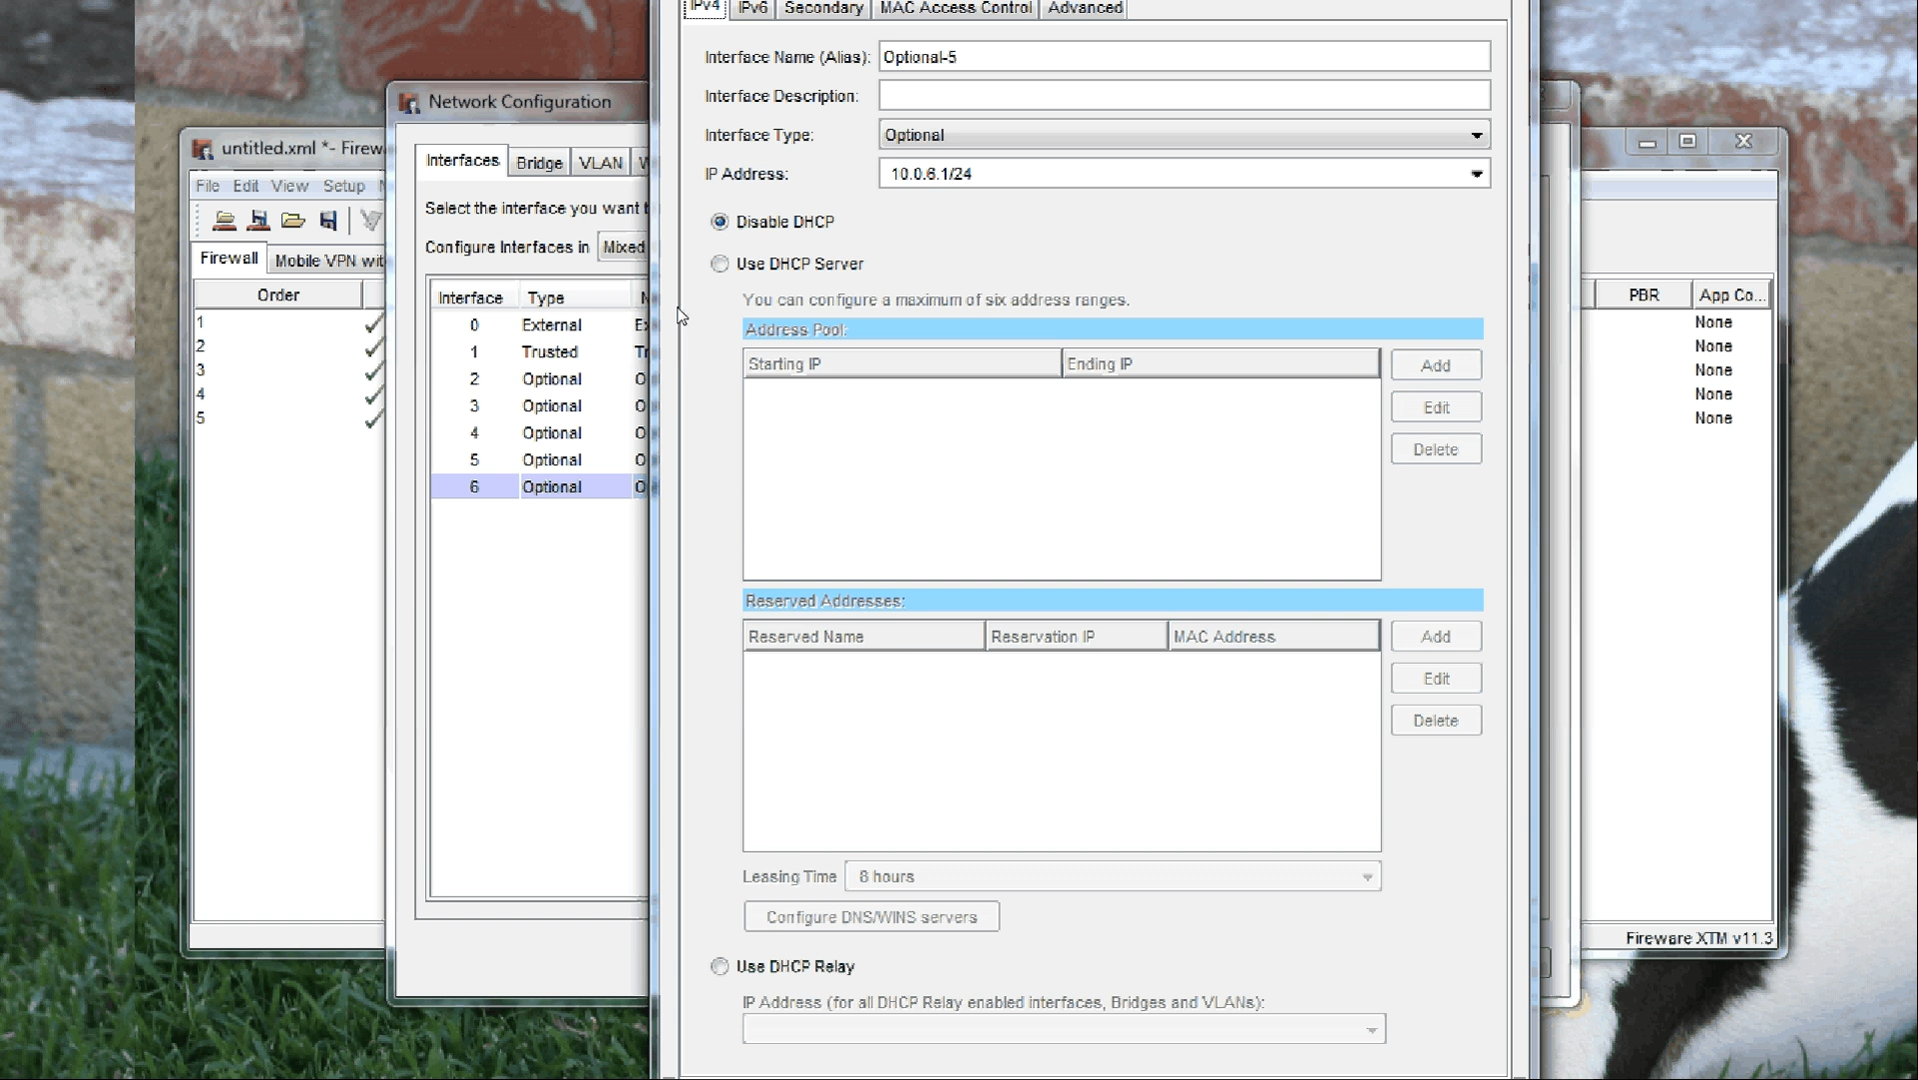 IPv4 IPv6 Secondary MAC Access Control Advanced
Interface Name (Alias): Optional-5
Interface Description:
Interface Type: Optional
IP Address: 10.0.6.1/24
Disable DHCP
Use DHCP Server
You can configure a maximum of six address ranges.
Address Pool:
Starting IP Ending IP
Add
Edit
Delete
Reserved Addresses:
Reserved Name Reservation IP MAC Address
Add
Edit
Delete
Leasing Time 8 hours
Configure DNS/WINS servers
Use DHCP Relay
IP Address (for all DHCP Relay enabled interfaces, Bridges and VLANs):
Network Configuration
Interfaces Bridge VLAN
Select the interface you want
Configure Interfaces in Mixed
Interface Type
0 External
1 Trusted
2 Optional
3 Optional
4 Optional
5 Optional
6 Optional
untitled.xml *- Firew
File Edit View Setup
Firewall Mobile VPN wit
Order
1
2
3
4
5
PBR App Co...
None
None
None
None
None
Fireware XTM v11.3